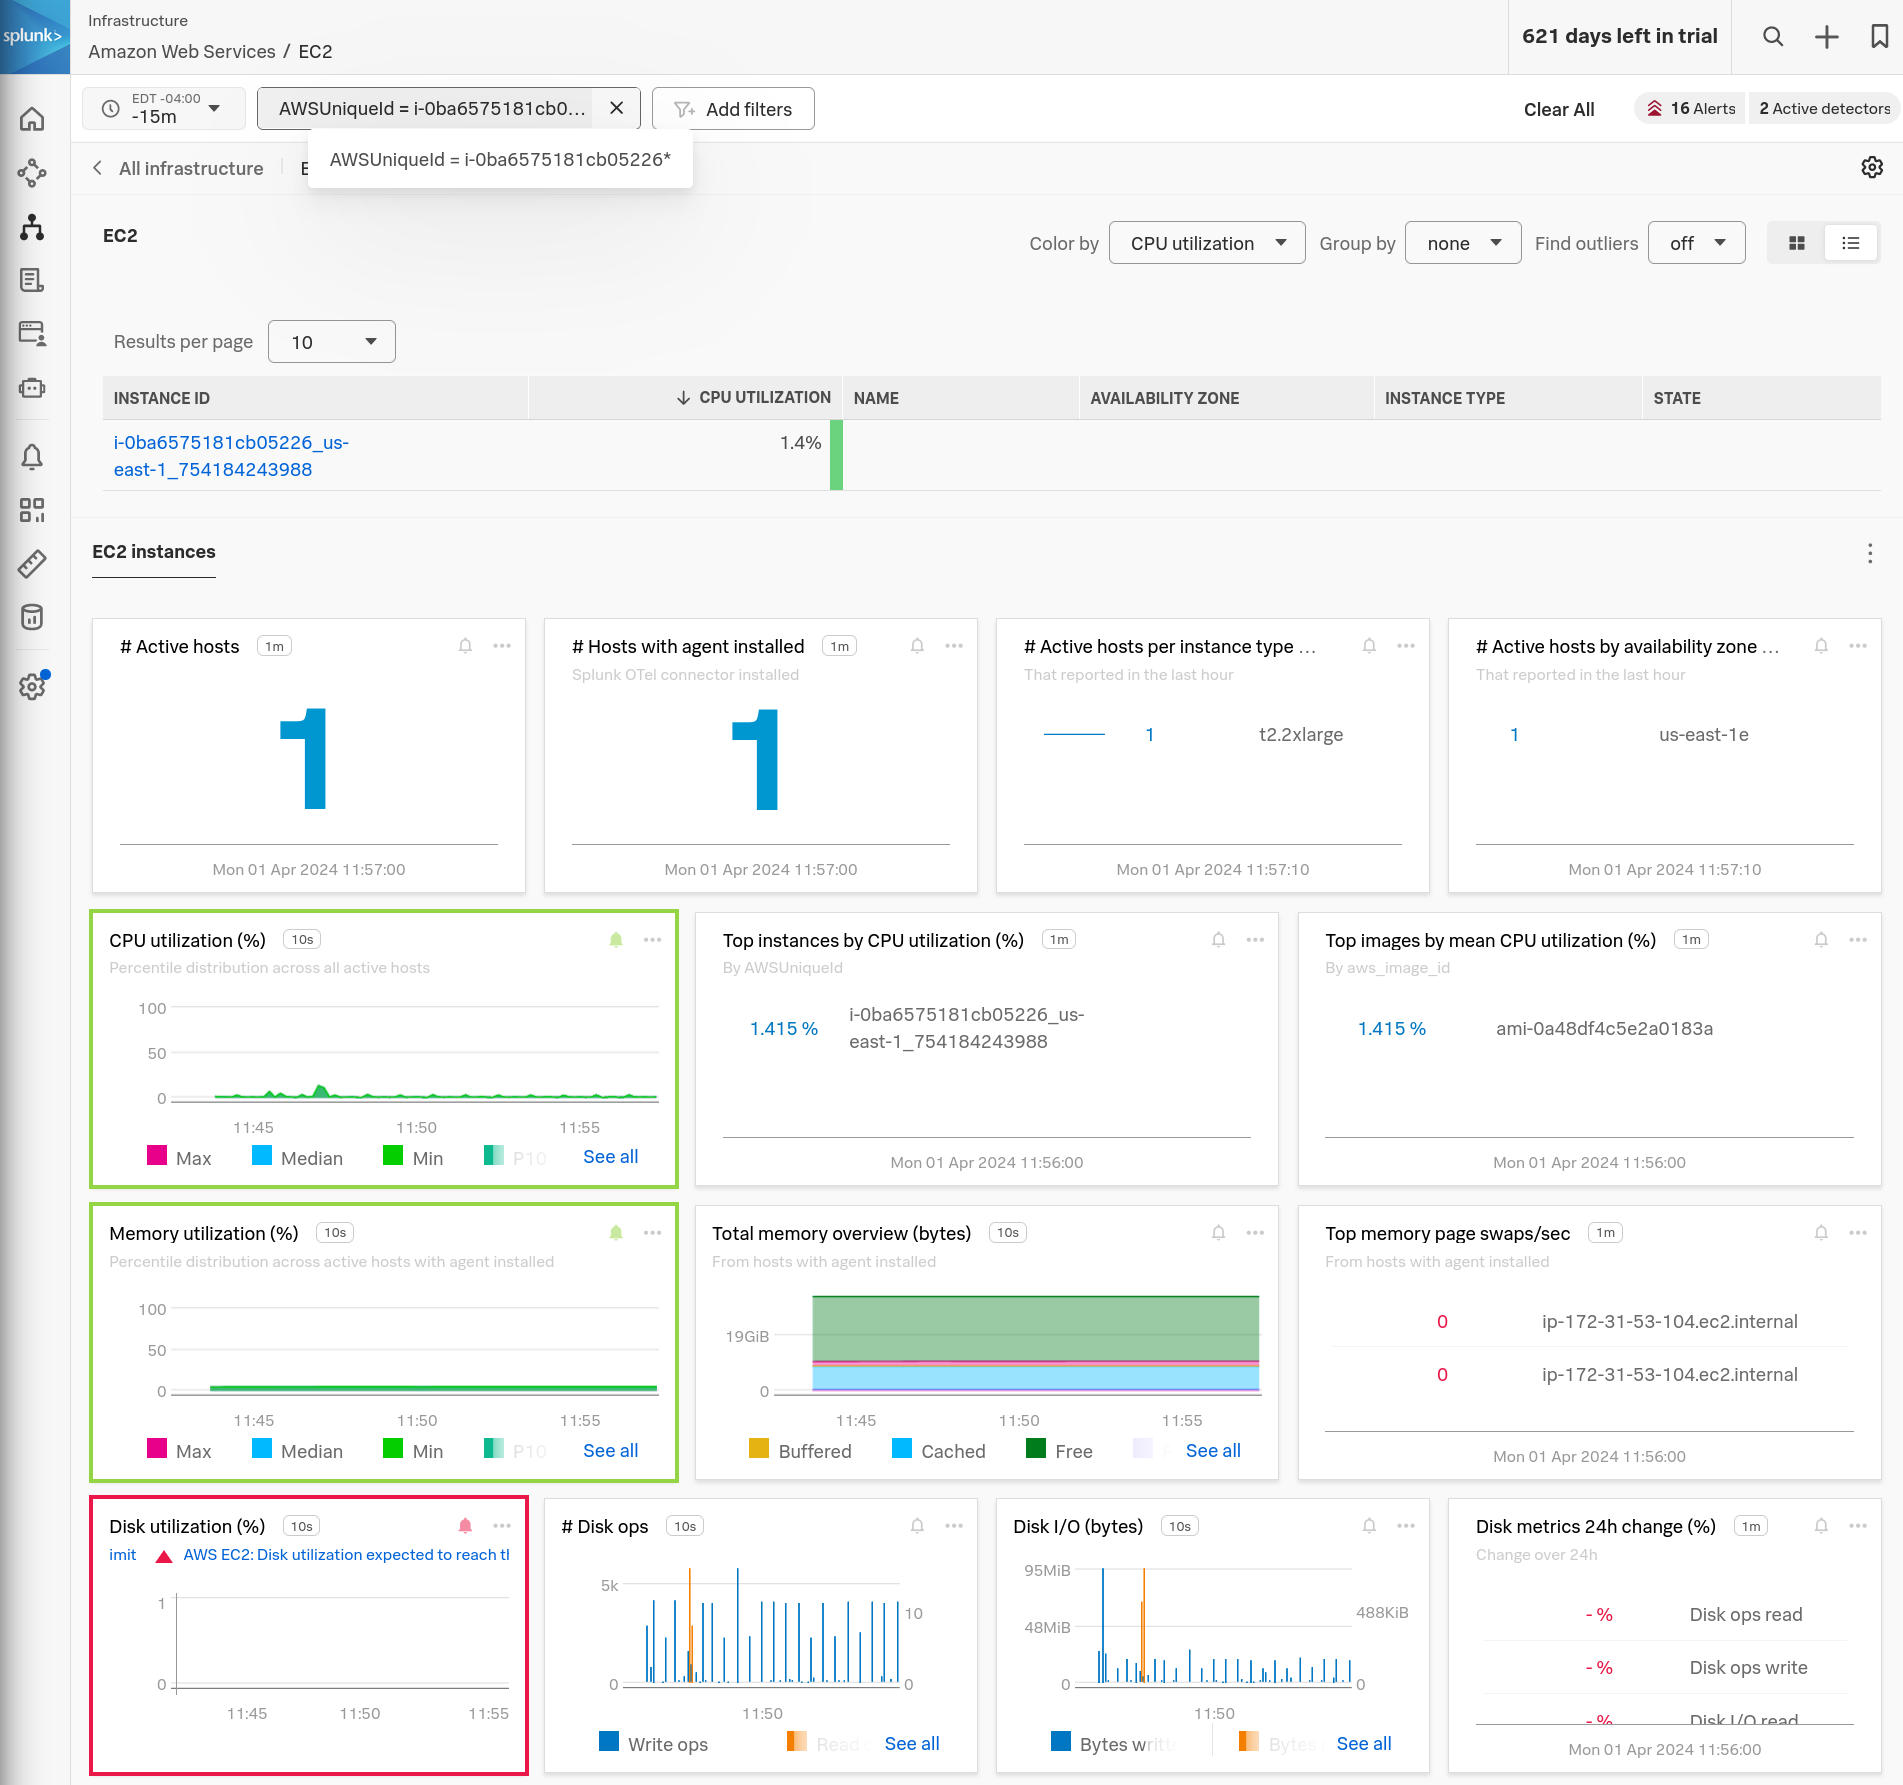 splunk>
Infrastructure
Amazon Web Services / EC2
621 days left in trial
EDT -04:00
-15m
AWSUniqueId = i-0ba6575181cb0...
Add filters
Clear All
16 Alerts
2 Active detectors
All infrastructure
AWSUniqueId = i-0ba6575181cb05226*
EC2
Color by
CPU utilization
Group by
none
Find outliers
off
Results per page
10
INSTANCE ID
CPU UTILIZATION
NAME
AVAILABILITY ZONE
INSTANCE TYPE
STATE
i-0ba6575181cb05226_us-
east-1_754184243988
1.4%
EC2 instances
# Active hosts 1m
1
Mon 01 Apr 2024 11:57:00
# Hosts with agent installed 1m
Splunk OTel connector installed
1
Mon 01 Apr 2024 11:57:00
# Active hosts per instance type ...
That reported in the last hour
1 t2.2xlarge
Mon 01 Apr 2024 11:57:10
# Active hosts by availability zone ...
That reported in the last hour
1 us-east-1e
Mon 01 Apr 2024 11:57:10
CPU utilization (%) 10s
Percentile distribution across all active hosts
100
50
0
11:45 11:50 11:55
Max Median Min P10 See all
Top instances by CPU utilization (%) 1m
By AWSUniqueId
1.415 %
i-0ba6575181cb05226_us-
east-1_754184243988
Mon 01 Apr 2024 11:56:00
Top images by mean CPU utilization (%) 1m
By aws_image_id
1.415 % ami-0a48df4c5e2a0183a
Mon 01 Apr 2024 11:56:00
Memory utilization (%) 10s
Percentile distribution across active hosts with agent installed
100
50
0
11:45 11:50 11:55
Max Median Min P10 See all
Total memory overview (bytes) 10s
From hosts with agent installed
19GiB
0
11:45 11:50 11:55
Buffered Cached Free See all
Top memory page swaps/sec 1m
From hosts with agent installed
0 ip-172-31-53-104.ec2.internal
0 ip-172-31-53-104.ec2.internal
Mon 01 Apr 2024 11:56:00
Disk utilization (%) 10s
imit AWS EC2: Disk utilization expected to reach th
1
0
11:45 11:50 11:55
# Disk ops 10s
5k
10
0 0
11:50
Write ops Read See all
Disk I/O (bytes) 10s
95MiB
488KiB
48MiB
0 0
11:50
Bytes writt Bytes See all
Disk metrics 24h change (%) 1m
Change over 24h
- % Disk ops read
- % Disk ops write
- % Disk I/O read
Mon 01 Apr 2024 11:56:00